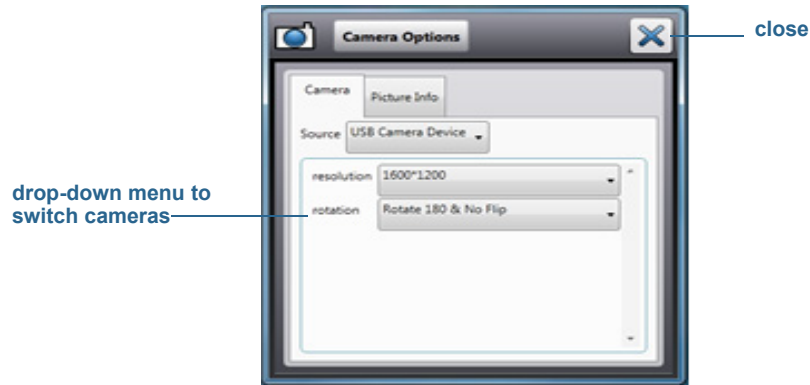 Camera Options
close
Camera
Picture Info
Source USB Camera Device
resolution 1600*1200
rotation Rotate 180 & No Flip
drop-down menu to
switch cameras